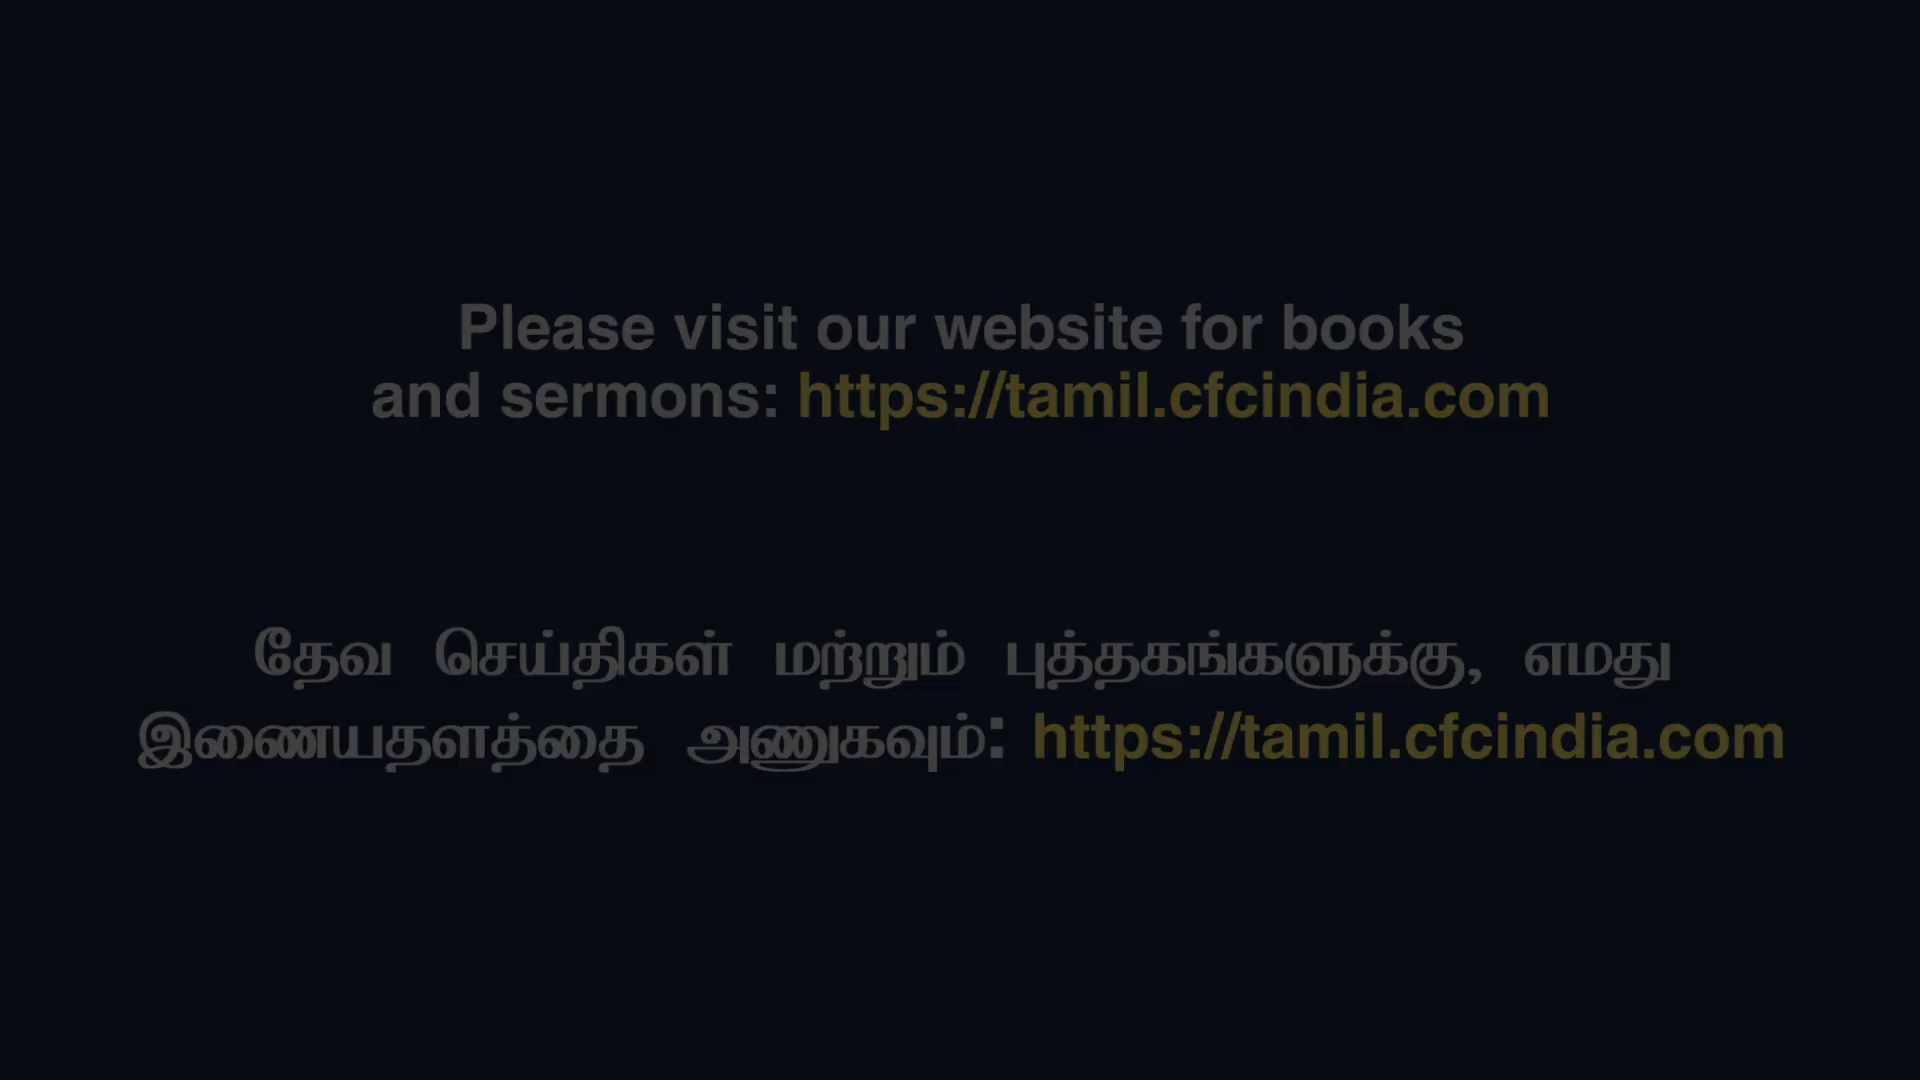 Please visit our website for books
and sermons: https://tamil.cfcindia.com
தேவ செய்திகள் மற்றும் புத்தகங்களுக்கு, எமது
இணையதளத்தை அணுகவும்: https://tamil.cfcindia.com